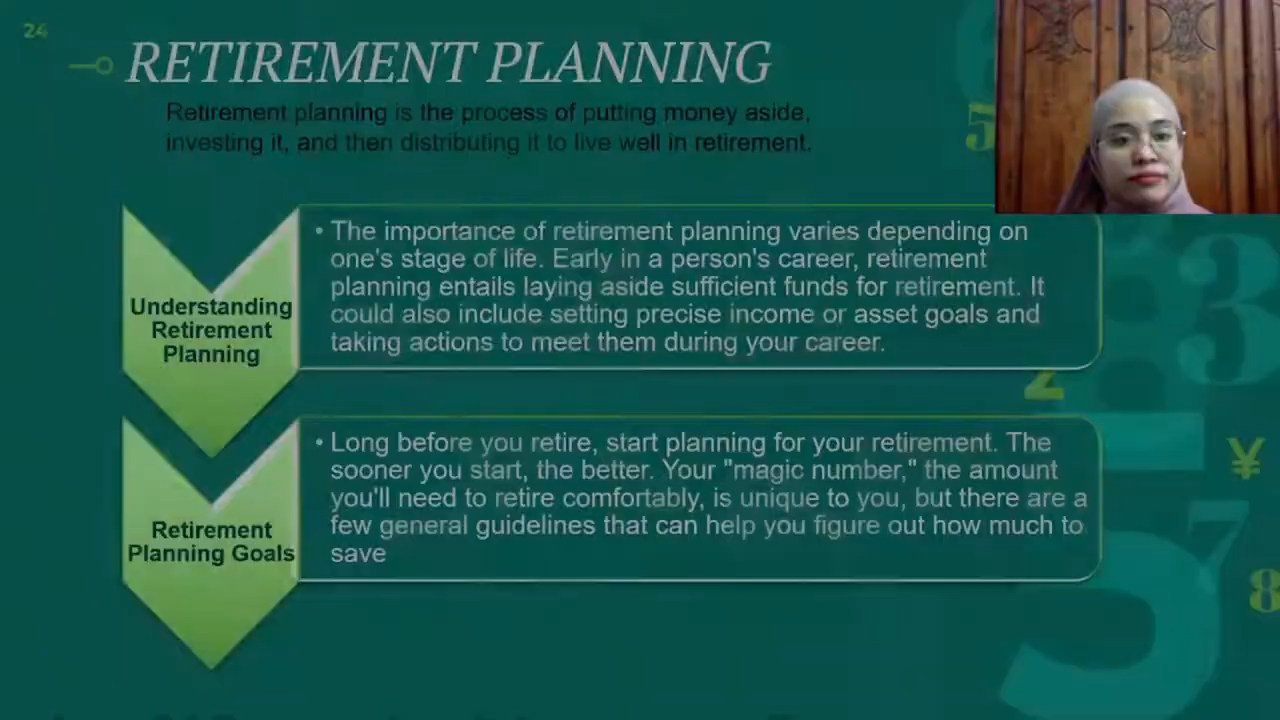 24
RETIREMENT PLANNING
Retirement planning is the process of putting money aside,
investing it, and then distributing it to live well in retirement.
Understanding
Retirement
Planning
• The importance of retirement planning varies depending on
one's stage of life. Early in a person's career, retirement
planning entails laying aside sufficient funds for retirement. It
could also include setting precise income or asset goals and
taking actions to meet them during your career.
Retirement
Planning Goals
• Long before you retire, start planning for your retirement. The
sooner you start, the better. Your "magic number," the amount
you'll need to retire comfortably, is unique to you, but there are a
few general guidelines that can help you figure out how much to
save
5
3
2
¥
5
7
8